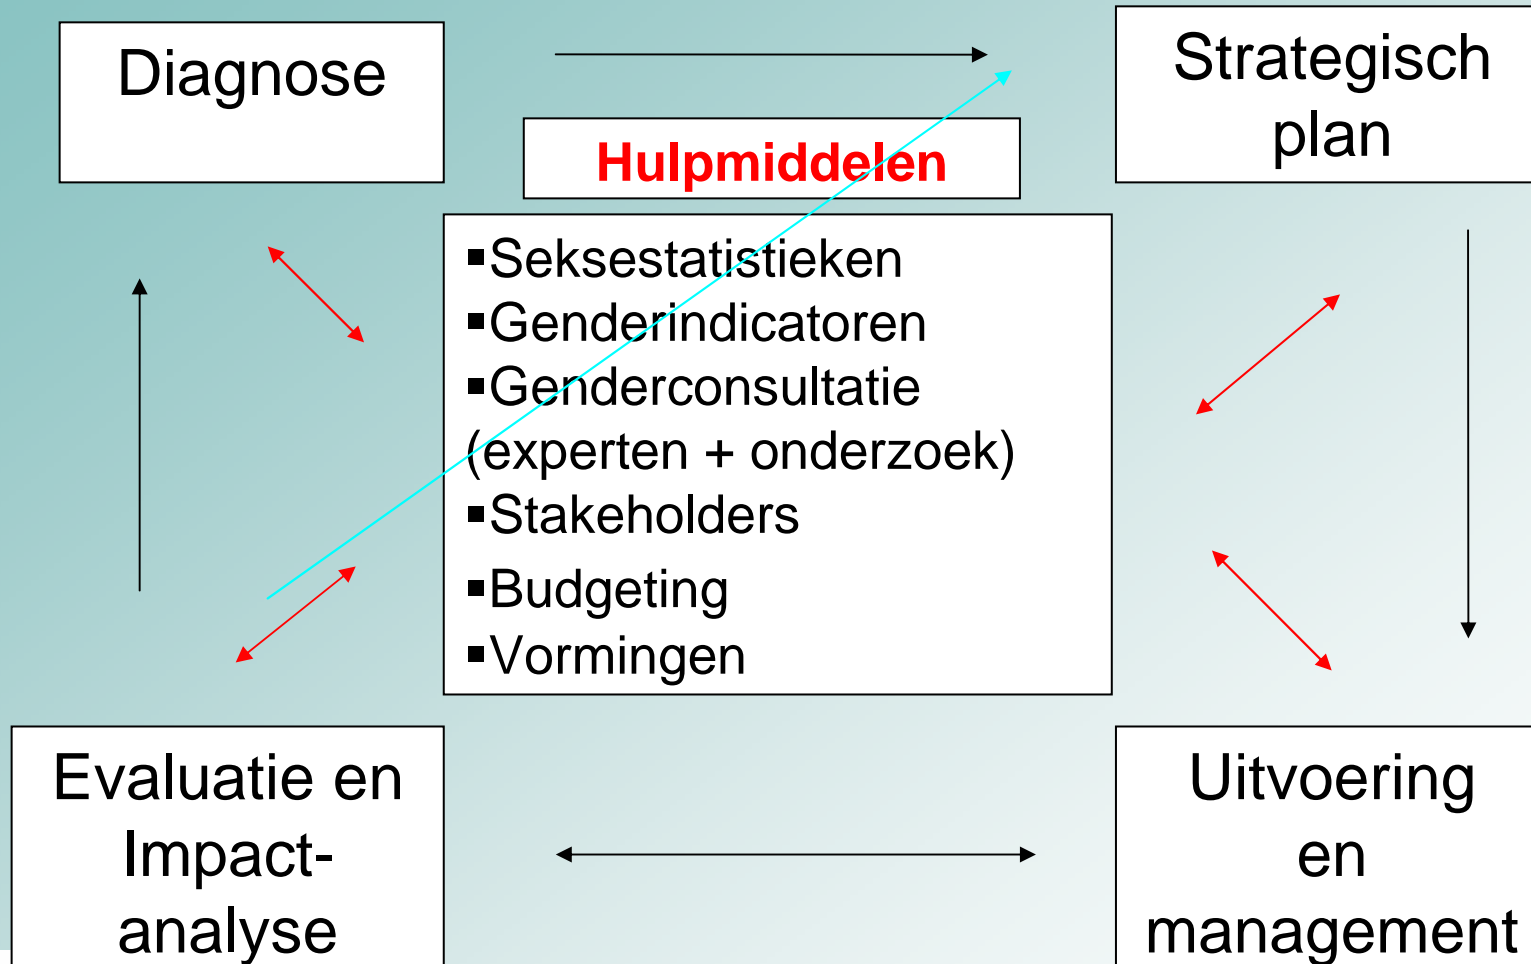 Diagnose
Strategisch
plan
Hulpmiddelen
▪Seksestatistieken
▪Genderindicatoren
▪Genderconsultatie
(experten + onderzoek)
▪Stakeholders
▪Budgeting
▪Vormingen
Evaluatie en
Impact-
analyse
Uitvoering
en
management